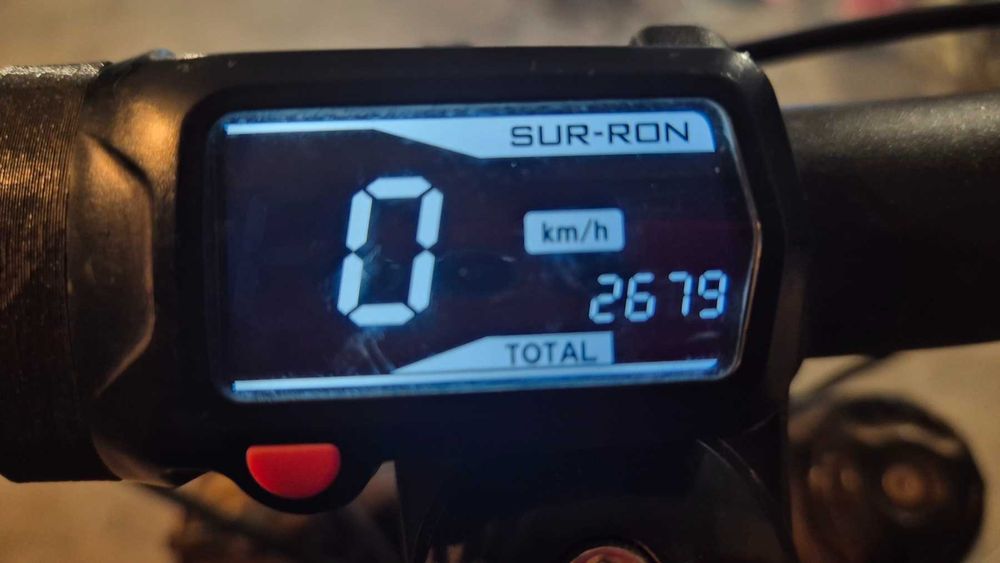 SUR-RON
0
km/h
2679
TOTAL